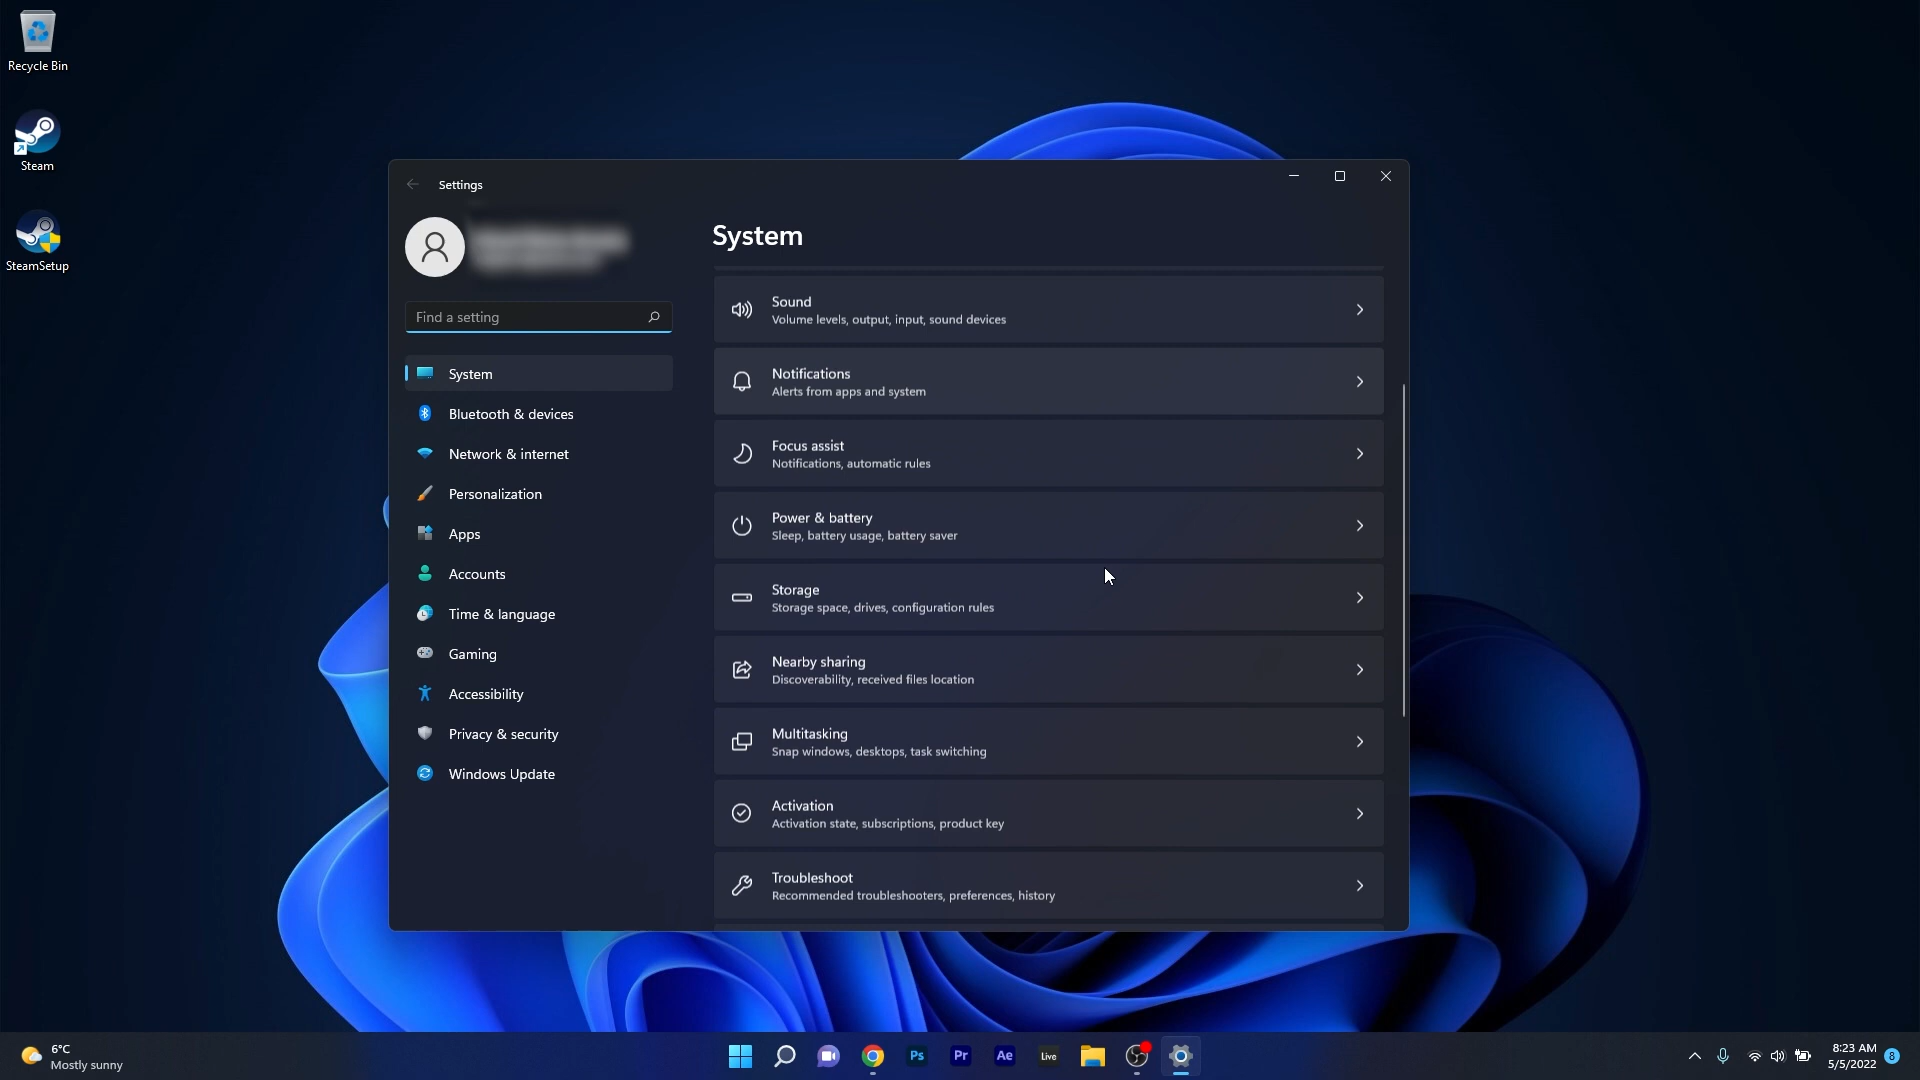 Recycle Bin
Steam
SteamSetup
Settings
Find a setting
System
Bluetooth & devices
Network & internet
Personalization
Apps
Accounts
Time & language
Gaming
Accessibility
Privacy & security
Windows Update
System
Sound
Volume levels, output, input, sound devices
Notifications
Alerts from apps and system
Focus assist
Notifications, automatic rules
Power & battery
Sleep, battery usage, battery saver
Storage
Storage space, drives, configuration rules
Nearby sharing
Discoverability, received files location
Multitasking
Snap windows, desktops, task switching
Activation
Activation state, subscriptions, product key
Troubleshoot
Recommended troubleshooters, preferences, history
6°C
Mostly sunny
Ps
Pr
Ae
Live
8:23 AM
5/5/2022
8